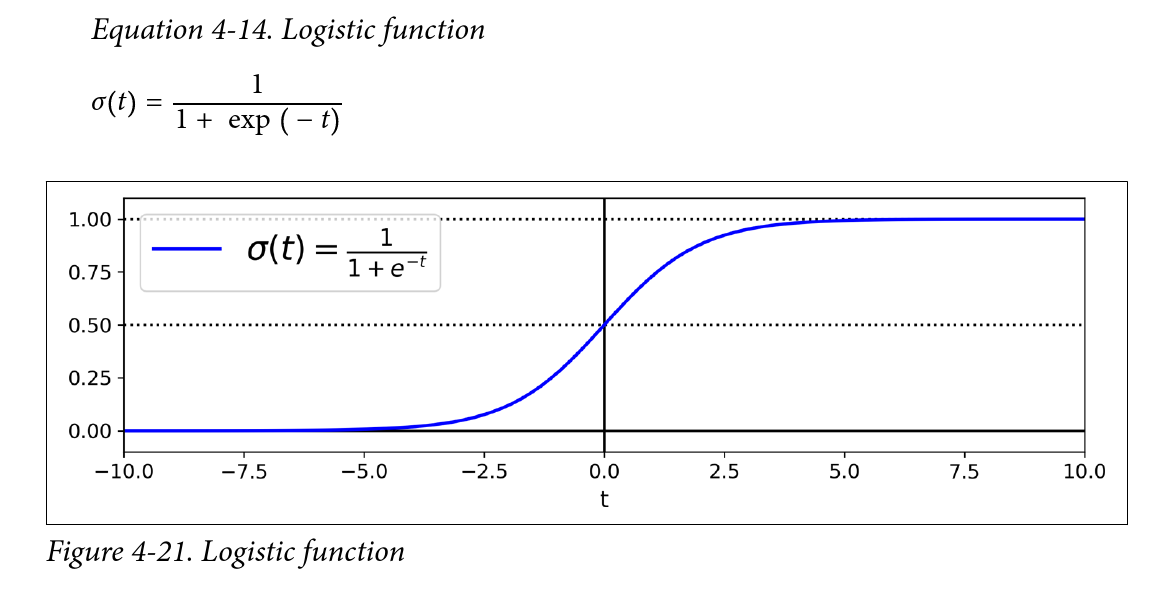 Equation 4-14. Logistic function
σ(t) = 1 / (1 + exp ( − t))
1.00
σ(t) = 1 / (1 + e^−t)
0.75
0.50
0.25
0.00
−10.0 −7.5 −5.0 −2.5 0.0 2.5 5.0 7.5 10.0
t
Figure 4-21. Logistic function